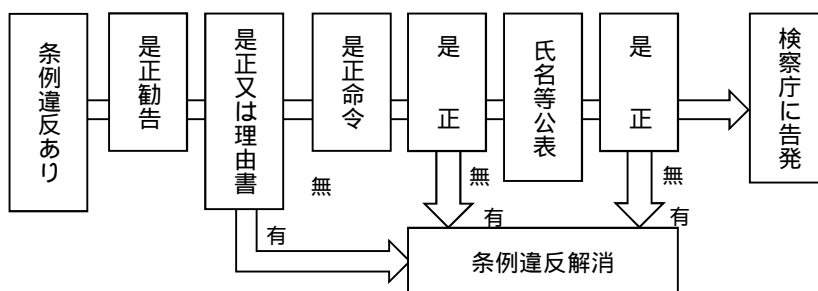 条例違反あり
是正勧告
是正又は理由書
是正命令
是正
氏名等公表
是正
検察庁に告発
無
無
無
有
有
有
条例違反解消